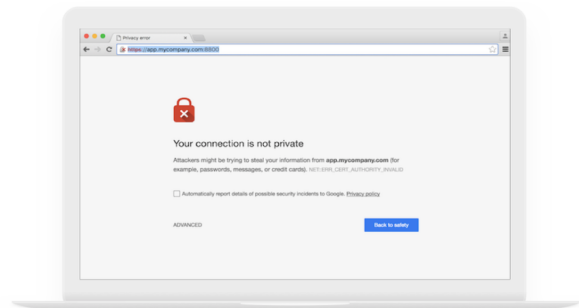 Privacy error
https://app.mycompany.com:8800
Your connection is not private
Attackers might be trying to steal your information from app.mycompany.com (for
example, passwords, messages, or credit cards). NET::ERR_CERT_AUTHORITY_INVALID
Automatically report details of possible security incidents to Google. Privacy policy
ADVANCED
Back to safety